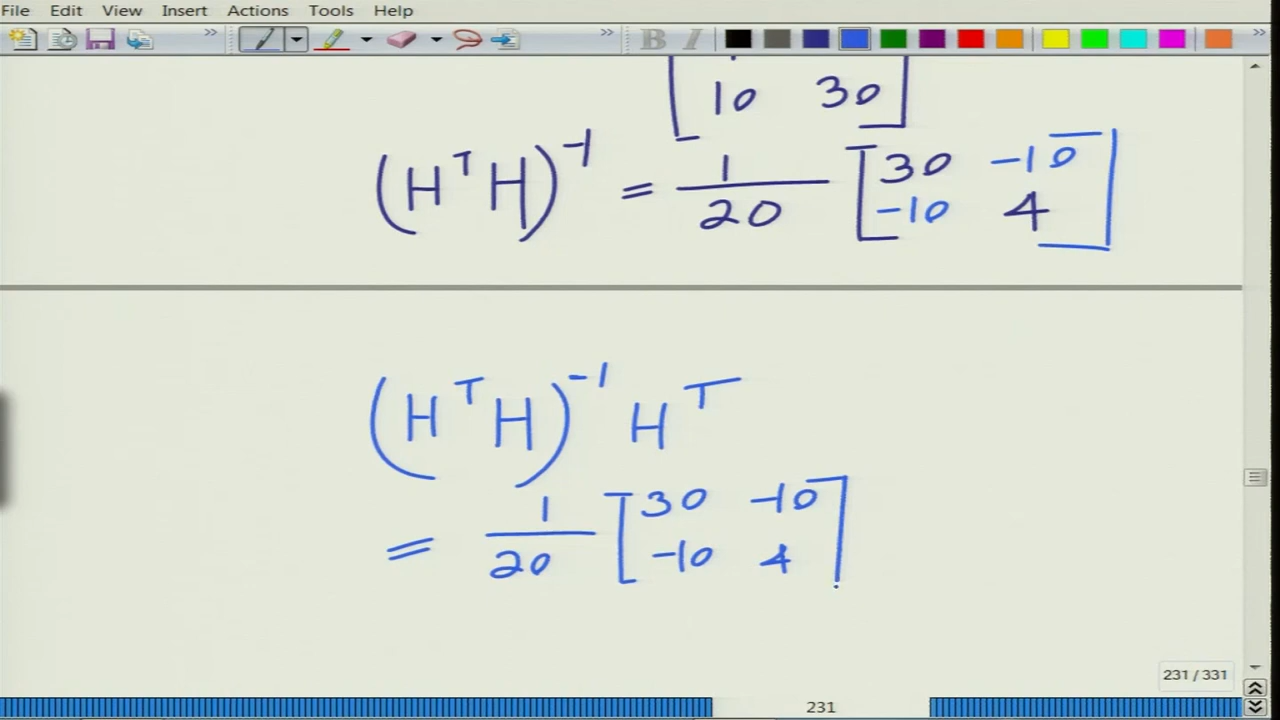 File Edit View Insert Actions Tools Help
B I
[ 10 30 ]
(HᵀH)⁻¹ = 1/20 [ 30 -10
-10 4 ]
(HᵀH)⁻¹ Hᵀ
= 1/20 [ 30 -10
-10 4 ]
231 / 331
231